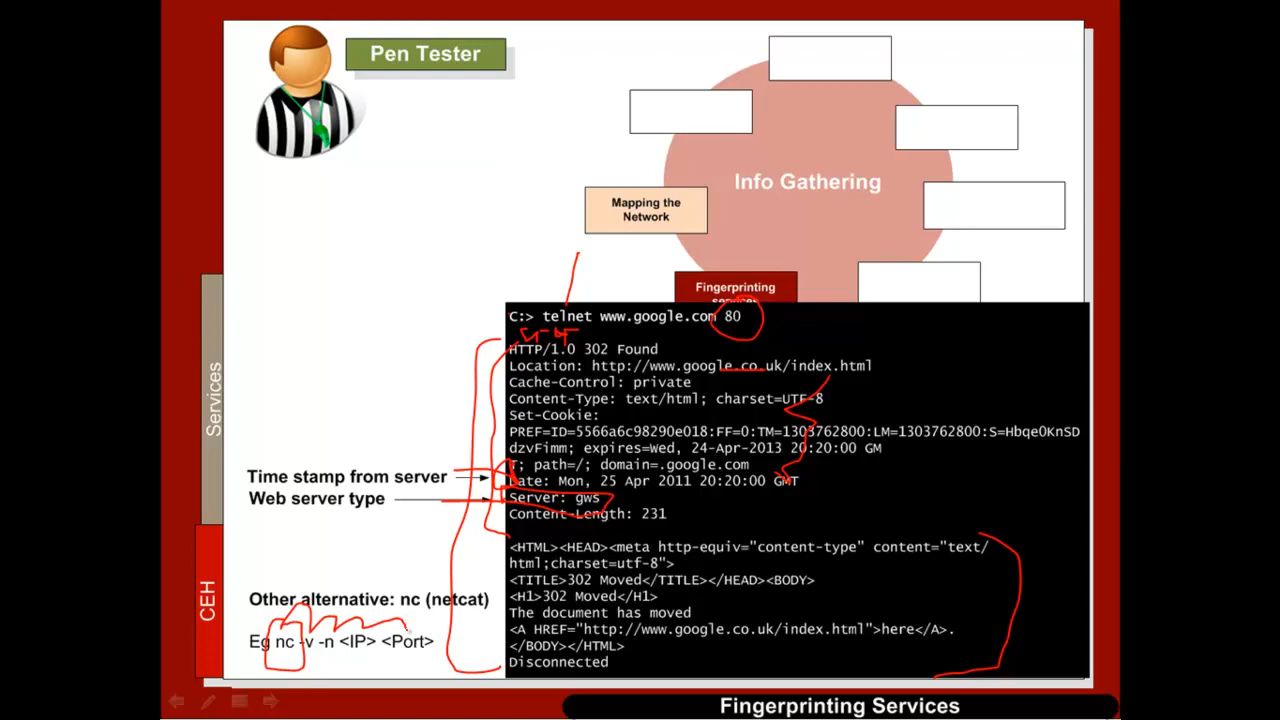 Pen Tester
Info Gathering
Mapping the
Network
Fingerprinting
services
C:> telnet www.google.com 80
HTTP/1.0 302 Found
Location: http://www.google.co.uk/index.html
Cache-Control: private
Content-Type: text/html; charset=UTF-8
Set-Cookie:
PREF=ID=5566a6c98290e018:FF=0:TM=1303762800:LM=1303762800:S=Hbqe0KnSD
dzvFimm; expires=Wed, 24-Apr-2013 20:20:00 GM
T; path=/; domain=.google.com
Date: Mon, 25 Apr 2011 20:20:00 GMT
Server: gws
Content-Length: 231
<HTML><HEAD><meta http-equiv="content-type" content="text/
html;charset=utf-8">
<TITLE>302 Moved</TITLE></HEAD><BODY>
<H1>302 Moved</H1>
The document has moved
<A HREF="http://www.google.co.uk/index.html">here</A>.
</BODY></HTML>
Disconnected
Time stamp from server
Web server type
Other alternative: nc (netcat)
Eg nc -v -n <IP> <Port>
Services
CEH
Fingerprinting Services